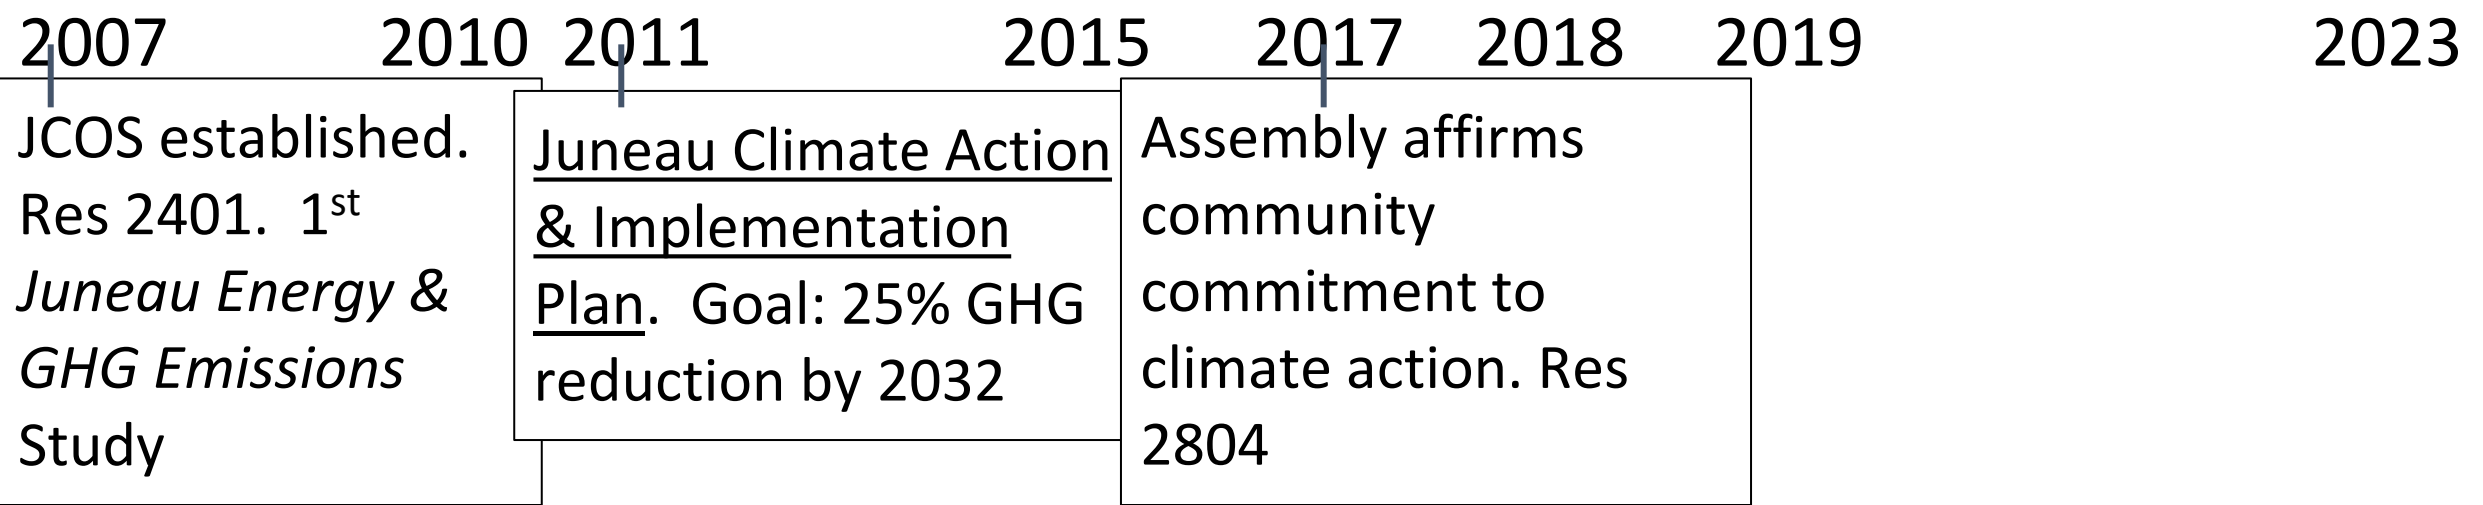 2007 2010 2011 2015 2017 2018 2019 2023
JCOS established.
Res 2401. 1st
Juneau Energy &
GHG Emissions
Study
Juneau Climate Action
& Implementation
Plan. Goal: 25% GHG
reduction by 2032
Assembly affirms
community
commitment to
climate action. Res
2804